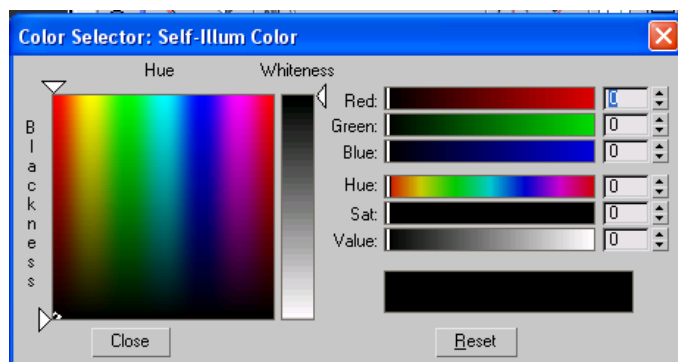 Color Selector: Self-Illum Color
Hue
Whiteness
Blackness
Red: 0
Green: 0
Blue: 0
Hue: 0
Sat: 0
Value: 0
Close
Reset